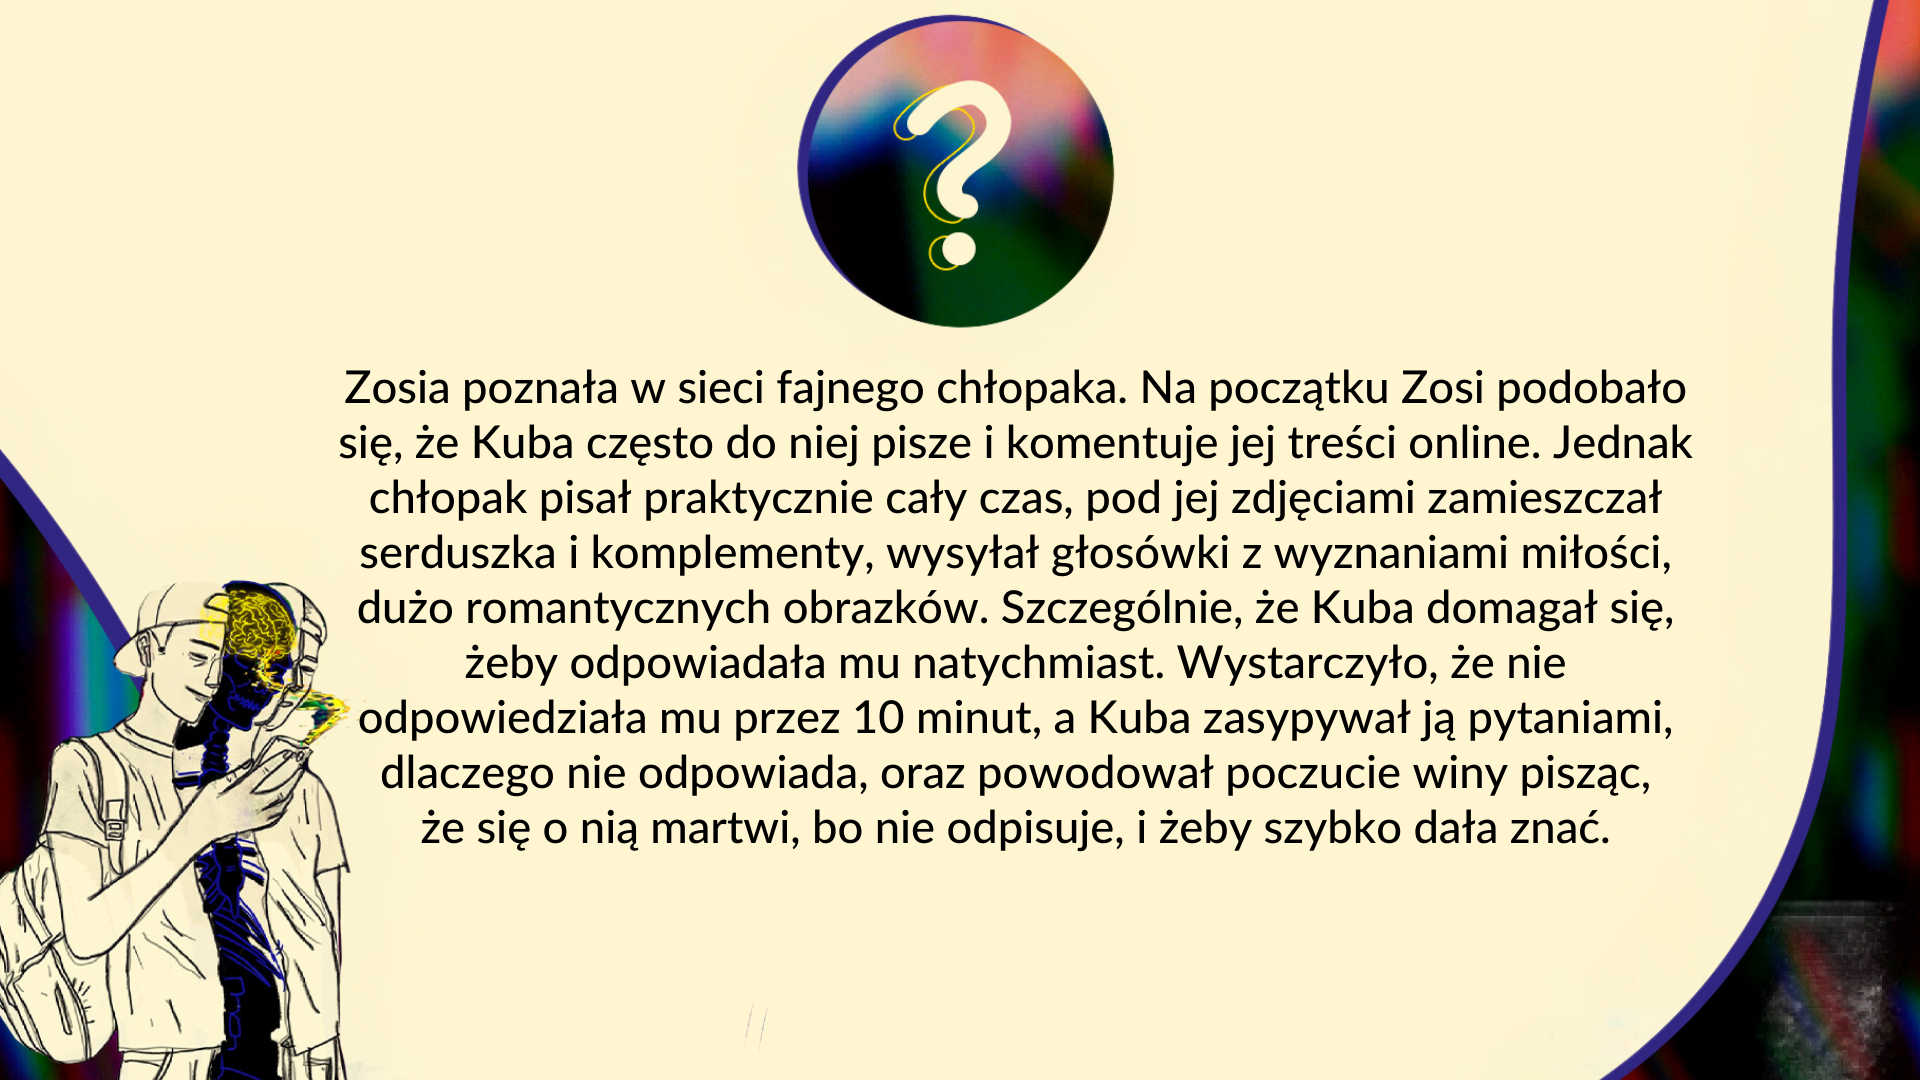 ?
Zosia poznała w sieci fajnego chłopaka. Na początku Zosi podobało
się, że Kuba często do niej pisze i komentuje jej treści online. Jednak
chłopak pisał praktycznie cały czas, pod jej zdjęciami zamieszczał
serduszka i komplementy, wysyłał głosówki z wyznaniami miłości,
dużo romantycznych obrazków. Szczególnie, że Kuba domagał się,
żeby odpowiadała mu natychmiast. Wystarczyło, że nie
odpowiedziała mu przez 10 minut, a Kuba zasypywał ją pytaniami,
dlaczego nie odpowiada, oraz powodował poczucie winy pisząc,
że się o nią martwi, bo nie odpisuje, i żeby szybko dała znać.